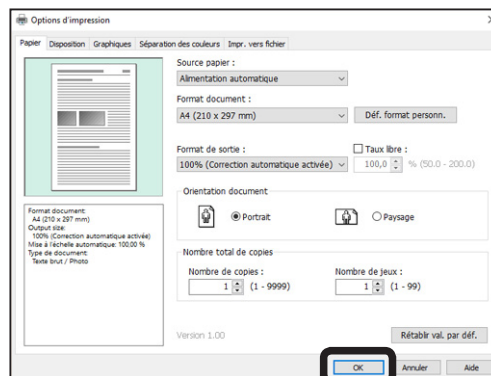 Options d'impression
Papier Disposition Graphiques Séparation des couleurs Impr. vers fichier
Source papier :
Alimentation automatique
Format document :
A4 (210 x 297 mm) Déf. format personn.
Format de sortie : Taux libre :
100% (Correction automatique activée) 100,0 % (50.0 - 200.0)
Orientation document
Portrait Paysage
Format document:
A4 (210 x 297 mm)
Output size:
100% (Correction automatique activée)
Mise à l'échelle automatique: 100,00 %
Type de document:
Texte brut / Photo
Nombre total de copies
Nombre de copies : Nombre de jeux :
1 (1 - 9999) 1 (1 - 99)
Version 1.00 Rétablir val. par déf.
OK Annuler Aide